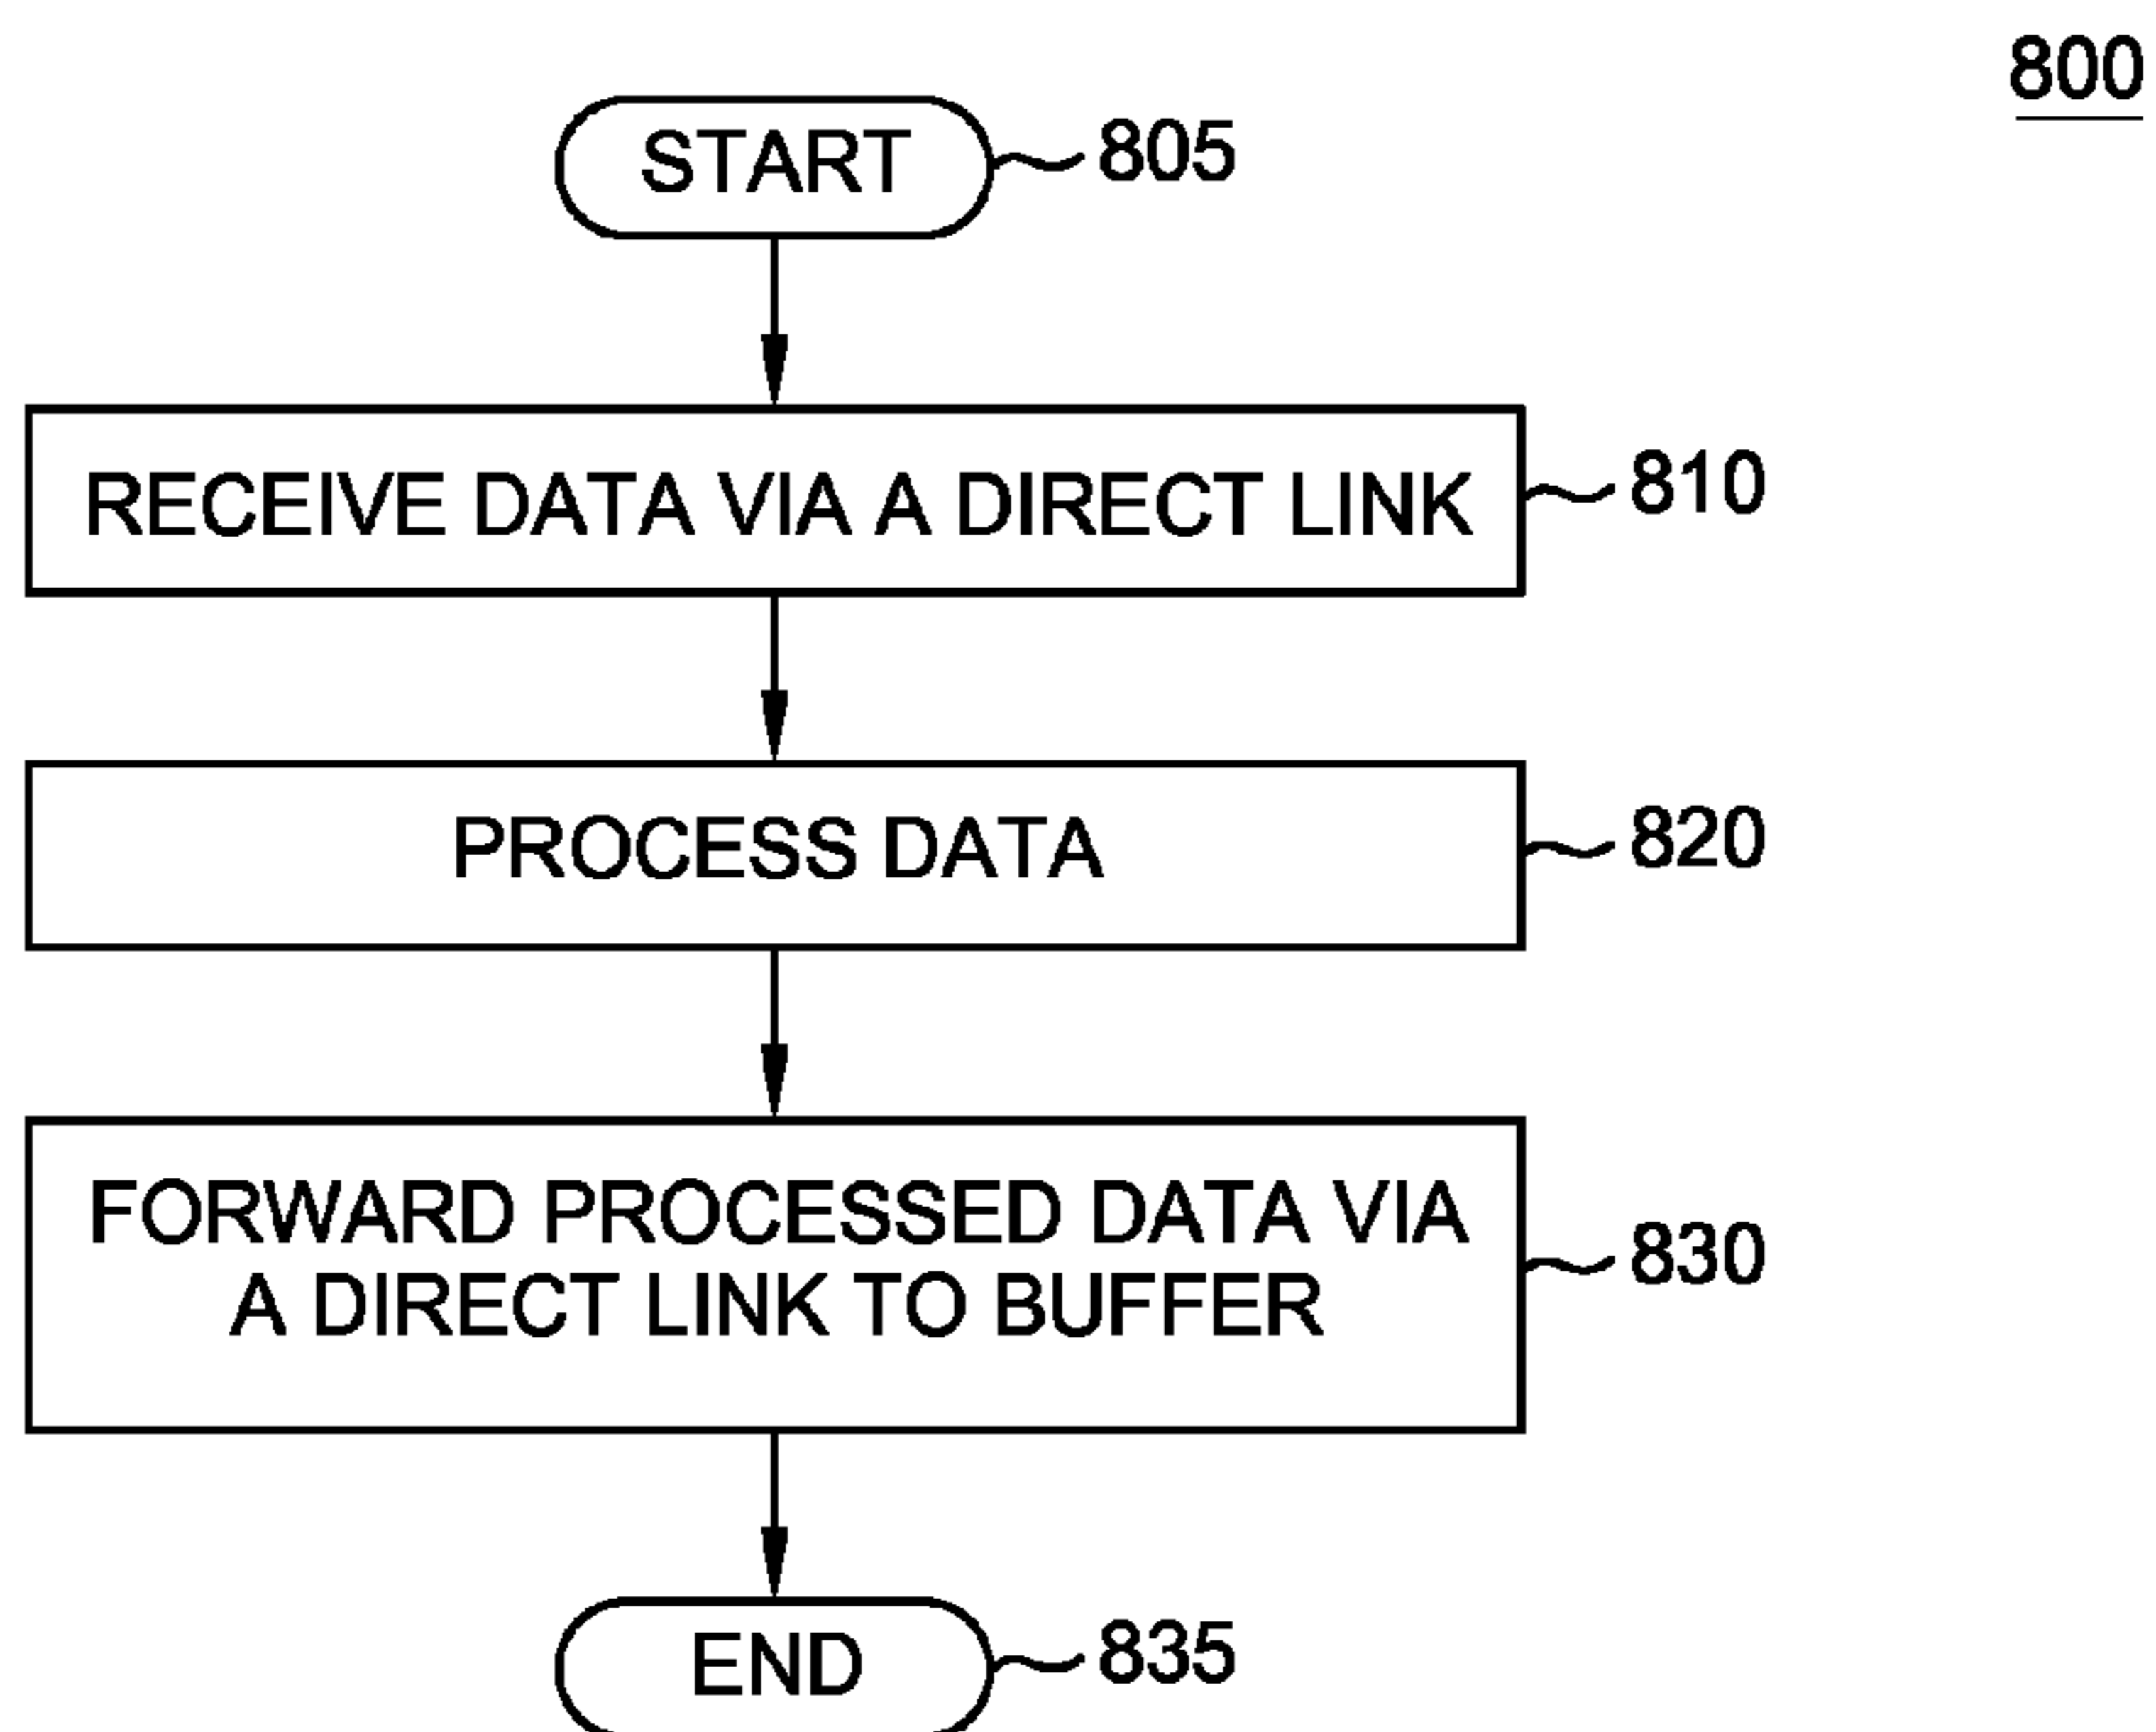 800
START
805
RECEIVE DATA VIA A DIRECT LINK
810
PROCESS DATA
820
FORWARD PROCESSED DATA VIA
A DIRECT LINK TO BUFFER
830
END
835